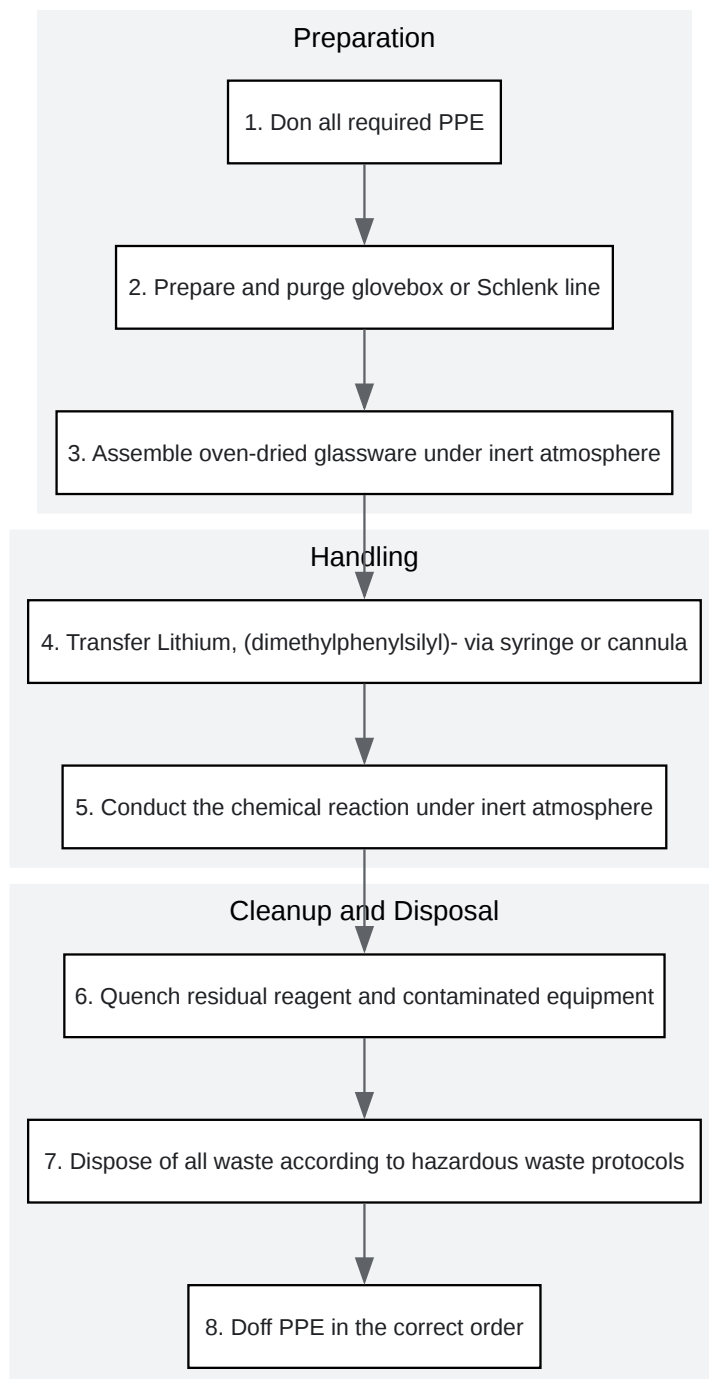 Preparation
1. Don all required PPE
2. Prepare and purge glovebox or Schlenk line
3. Assemble oven-dried glassware under inert atmosphere
Handling
4. Transfer Lithium, (dimethylphenylsilyl)- via syringe or cannula
5. Conduct the chemical reaction under inert atmosphere
Cleanup and Disposal
6. Quench residual reagent and contaminated equipment
7. Dispose of all waste according to hazardous waste protocols
8. Doff PPE in the correct order